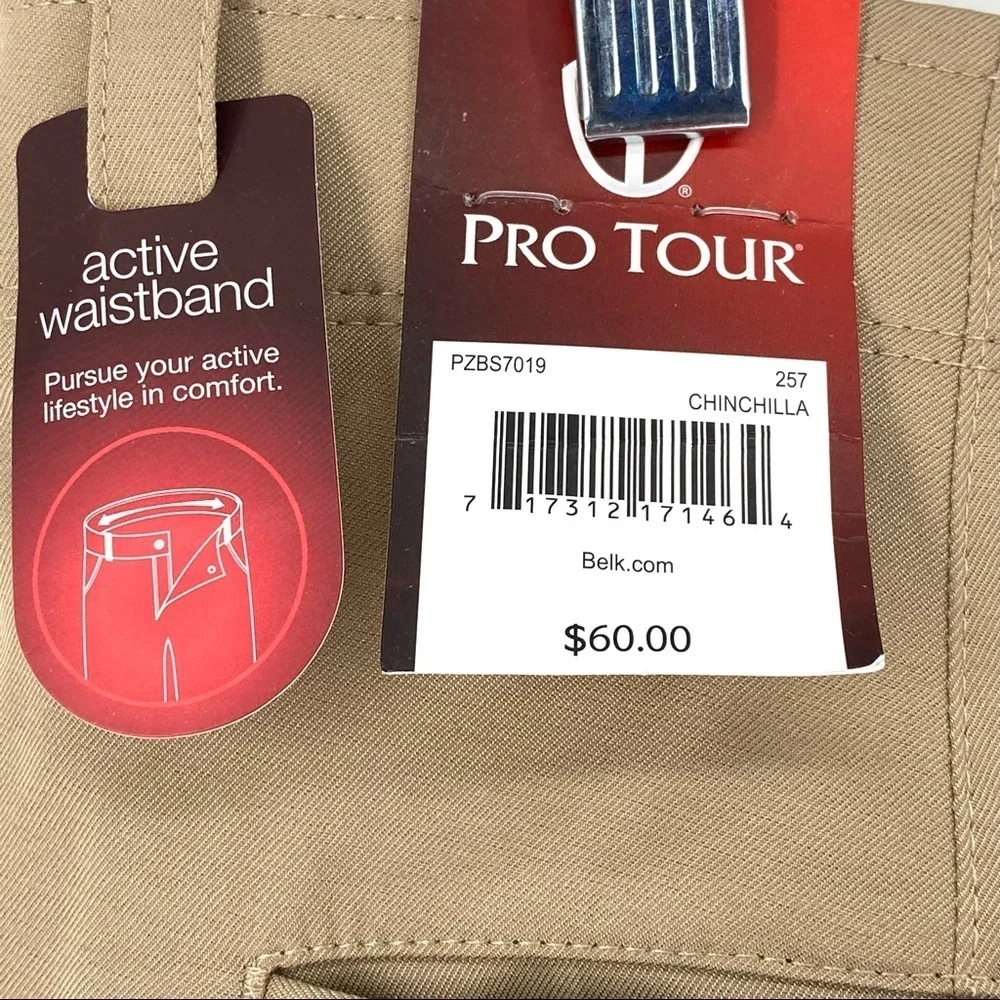 active
waistband
Pursue your active
lifestyle in comfort.
®
PRO TOUR®
PZBS7019
257
CHINCHILLA
7 17312 17146 4
Belk.com
$60.00